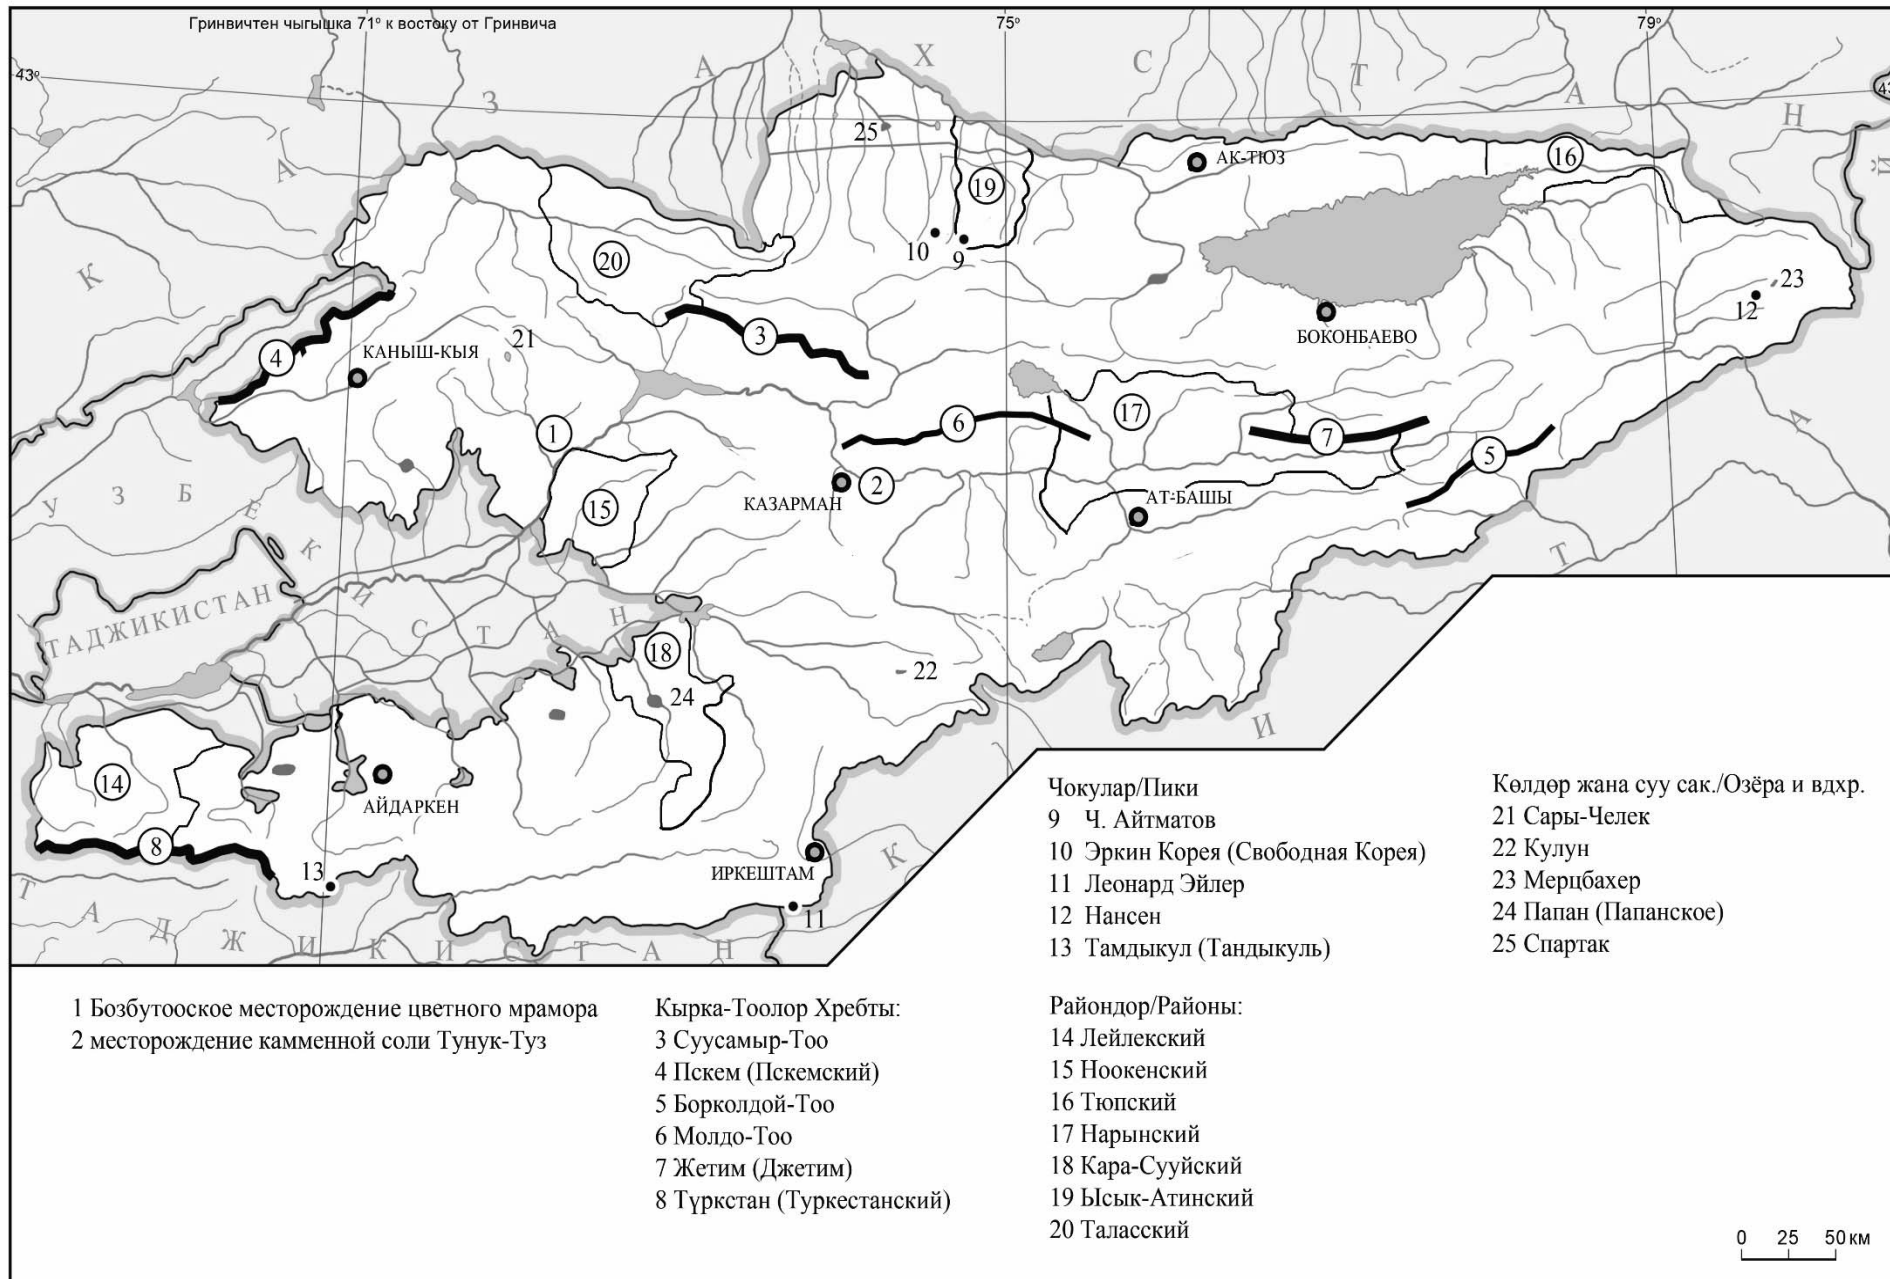 Гринвичтен чыгышка 71° к востоку от Гринвича
75°
79°
43°
43
К А З А Х С Т А Н
25
АК-ТЮЗ
16
19
10
9
20
23
12
БОКОНБАЕВО
3
21
4
КАНЫШ-КЫЯ
17
6
1
7
5
КАЗАРМАН
2
АТ-БАШЫ
15
У З Б Е К И С Т А Н
ТАДЖИКИСТАН
К И Т А Й
18
22
24
14
АЙДАРКЕН
8
13
ИРКЕШТАМ
11
Т А Д Ж И К И С Т А Н
Чокулар/Пики
9 Ч. Айтматов
10 Эркин Корея (Свободная Корея)
11 Леонард Эйлер
12 Нансен
13 Тамдыкул (Тандыкуль)
Көлдөр жана суу сак./Озёра и вдхр.
21 Сары-Челек
22 Кулун
23 Мерцбахер
24 Папан (Папанское)
25 Спартак
1 Бозбутооское месторождение цветного мрамора
2 месторождение камменной соли Тунук-Туз
Кырка-Тоолор Хребты:
3 Суусамыр-Тоо
4 Пскем (Пскемский)
5 Борколдой-Тоо
6 Молдо-Тоо
7 Жетим (Джетим)
8 Түркстан (Туркестанский)
Райондор/Районы:
14 Лейлекский
15 Ноокенский
16 Тюпский
17 Нарынский
18 Кара-Сууйский
19 Ысык-Атинский
20 Таласский
0 25 50 км